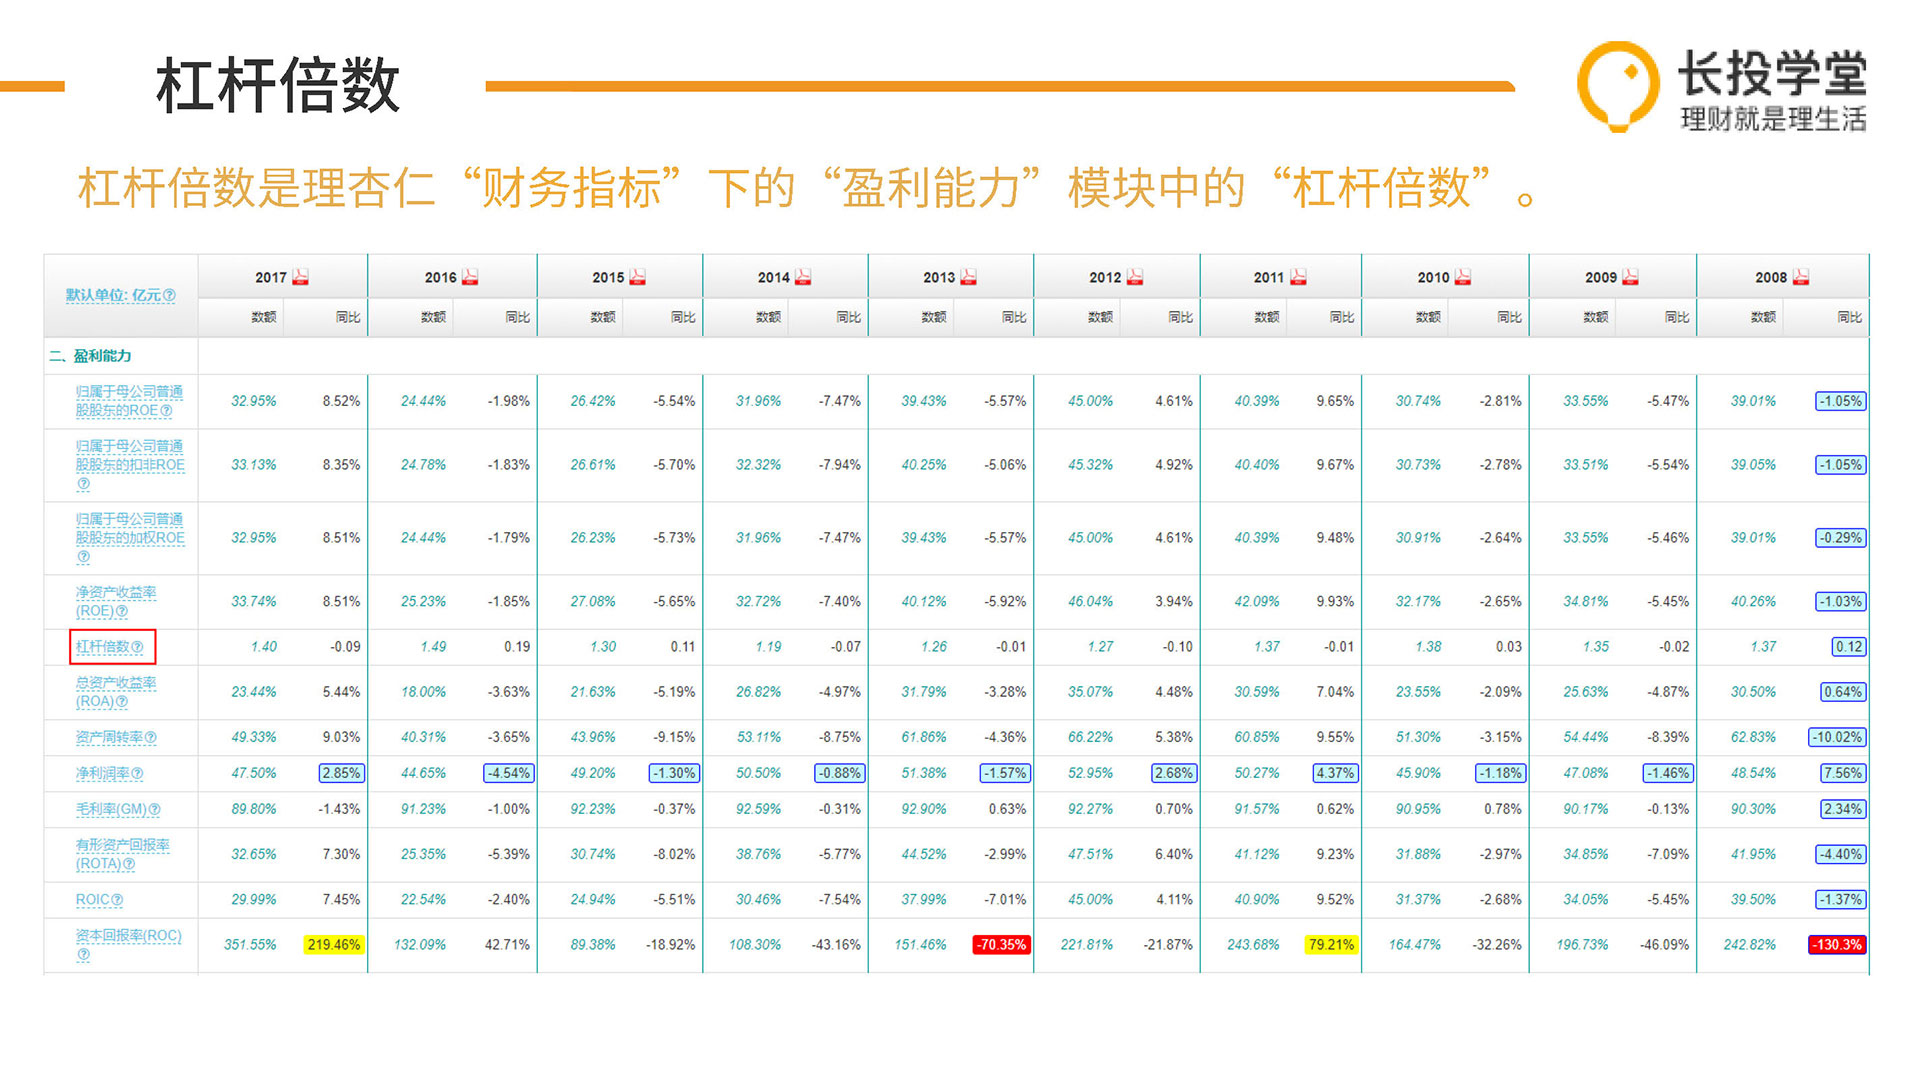 杠杆倍数
长投学堂
理财就是理生活
杠杆倍数是理杏仁“财务指标”下的“盈利能力”模块中的“杠杆倍数”。
默认单位: 亿元 2017 2016 2015 2014 2013 2012 2011 2010 2009 2008
数额 同比 数额 同比 数额 同比 数额 同比 数额 同比 数额 同比 数额 同比 数额 同比 数额 同比 数额 同比
二、盈利能力
归属于母公司普通
股股东的ROE 32.95% 8.52% 24.44% -1.98% 26.42% -5.54% 31.96% -7.47% 39.43% -5.57% 45.00% 4.61% 40.39% 9.65% 30.74% -2.81% 33.55% -5.47% 39.01% -1.05%
归属于母公司普通
股股东的扣非ROE 33.13% 8.35% 24.78% -1.83% 26.61% -5.70% 32.32% -7.94% 40.25% -5.06% 45.32% 4.92% 40.40% 9.67% 30.73% -2.78% 33.51% -5.54% 39.05% -1.05%
归属于母公司普通
股股东的加权ROE 32.95% 8.51% 24.44% -1.79% 26.23% -5.73% 31.96% -7.47% 39.43% -5.57% 45.00% 4.61% 40.39% 9.48% 30.91% -2.64% 33.55% -5.46% 39.01% -0.29%
净资产收益率
(ROE) 33.74% 8.51% 25.23% -1.85% 27.08% -5.65% 32.72% -7.40% 40.12% -5.92% 46.04% 3.94% 42.09% 9.93% 32.17% -2.65% 34.81% -5.45% 40.26% -1.03%
杠杆倍数 1.40 -0.09 1.49 0.19 1.30 0.11 1.19 -0.07 1.26 -0.01 1.27 -0.10 1.37 -0.01 1.38 0.03 1.35 -0.02 1.37 0.12
总资产收益率
(ROA) 23.44% 5.44% 18.00% -3.63% 21.63% -5.19% 26.82% -4.97% 31.79% -3.28% 35.07% 4.48% 30.59% 7.04% 23.55% -2.09% 25.63% -4.87% 30.50% 0.64%
资产周转率 49.33% 9.03% 40.31% -3.65% 43.96% -9.15% 53.11% -8.75% 61.86% -4.36% 66.22% 5.38% 60.85% 9.55% 51.30% -3.15% 54.44% -8.39% 62.83% -10.02%
净利润率 47.50% 2.85% 44.65% -4.54% 49.20% -1.30% 50.50% -0.88% 51.38% -1.57% 52.95% 2.68% 50.27% 4.37% 45.90% -1.18% 47.08% -1.46% 48.54% 7.56%
毛利率(GM) 89.80% -1.43% 91.23% -1.00% 92.23% -0.37% 92.59% -0.31% 92.90% 0.63% 92.27% 0.70% 91.57% 0.62% 90.95% 0.78% 90.17% -0.13% 90.30% 2.34%
有形资产回报率
(ROTA) 32.65% 7.30% 25.35% -5.39% 30.74% -8.02% 38.76% -5.77% 44.52% -2.99% 47.51% 6.40% 41.12% 9.23% 31.88% -2.97% 34.85% -7.09% 41.95% -4.40%
ROIC 29.99% 7.45% 22.54% -2.40% 24.94% -5.51% 30.46% -7.54% 37.99% -7.01% 45.00% 4.11% 40.90% 9.52% 31.37% -2.68% 34.05% -5.45% 39.50% -1.37%
资本回报率(ROC) 351.55% 219.46% 132.09% 42.71% 89.38% -18.92% 108.30% -43.16% 151.46% -70.35% 221.81% -21.87% 243.68% 79.21% 164.47% -32.26% 196.73% -46.09% 242.82% -130.3%